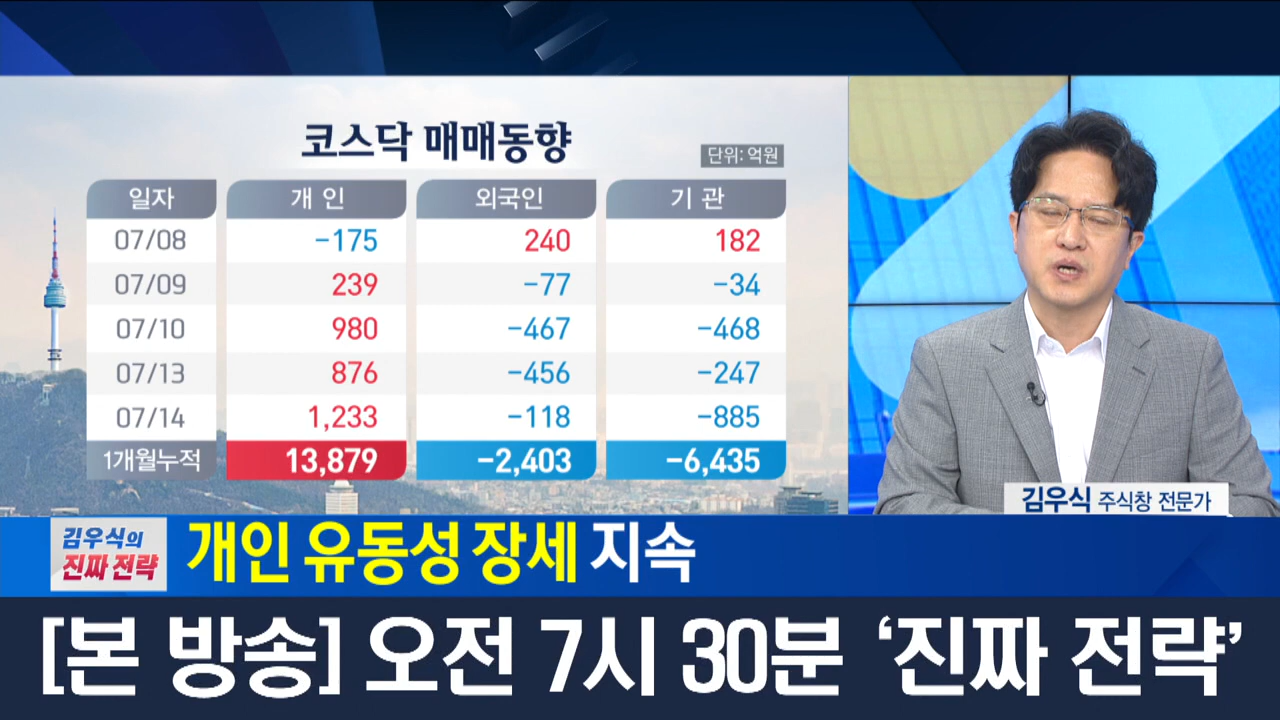 코스닥 매매동향
단위: 억원
일자 개 인 외국인 기 관
07/08 -175 240 182
07/09 239 -77 -34
07/10 980 -467 -468
07/13 876 -456 -247
07/14 1,233 -118 -885
1개월누적 13,879 -2,403 -6,435
김우식 주식창 전문가
김우식의
진짜 전략
개인 유동성 장세 지속
[본 방송] 오전 7시 30분 ‘진짜 전략’